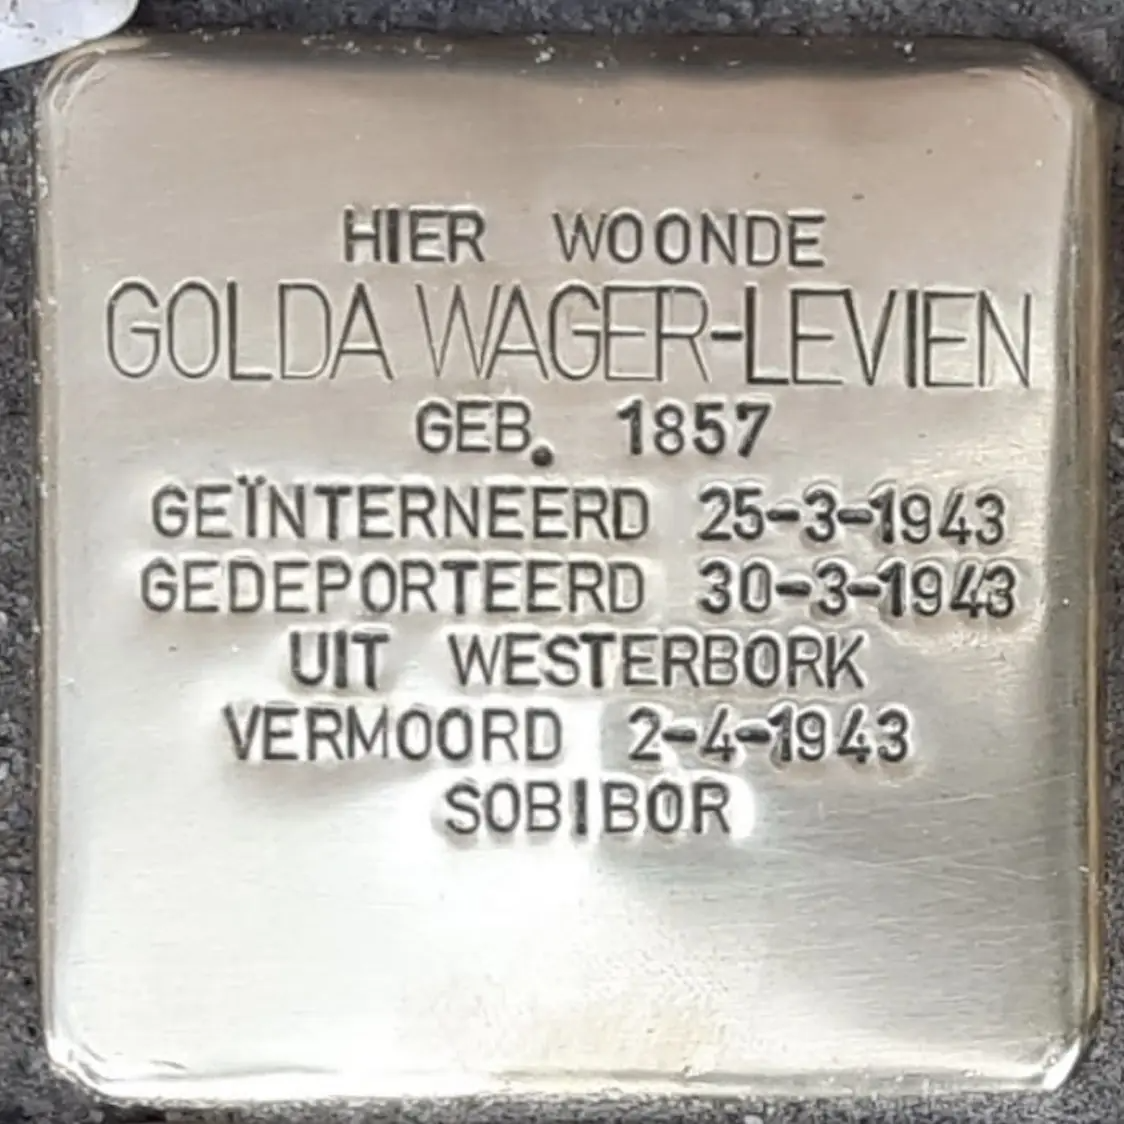 HIER WOONDE
GOLDA WAGER-LEVIEN
GEB. 1857
GEÏNTERNEERD 25-3-1943
GEDEPORTEERD 30-3-1943
UIT WESTERBORK
VERMOORD 2-4-1943
SOBIBOR